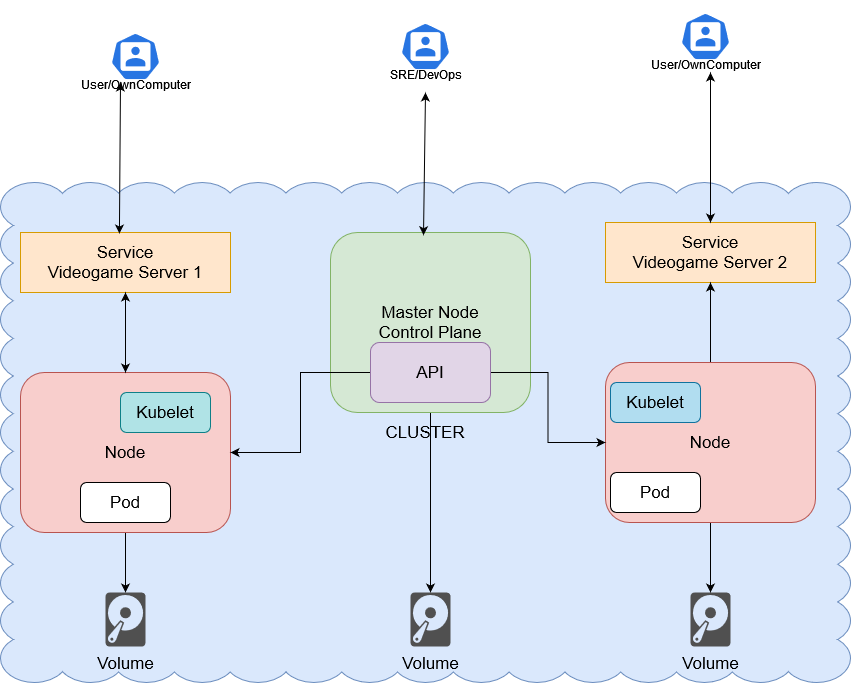 User/OwnComputer
SRE/DevOps
User/OwnComputer
Service
Videogame Server 1
Service
Videogame Server 2
Master Node
Control Plane
API
CLUSTER
Kubelet
Node
Pod
Kubelet
Node
Pod
Volume
Volume
Volume